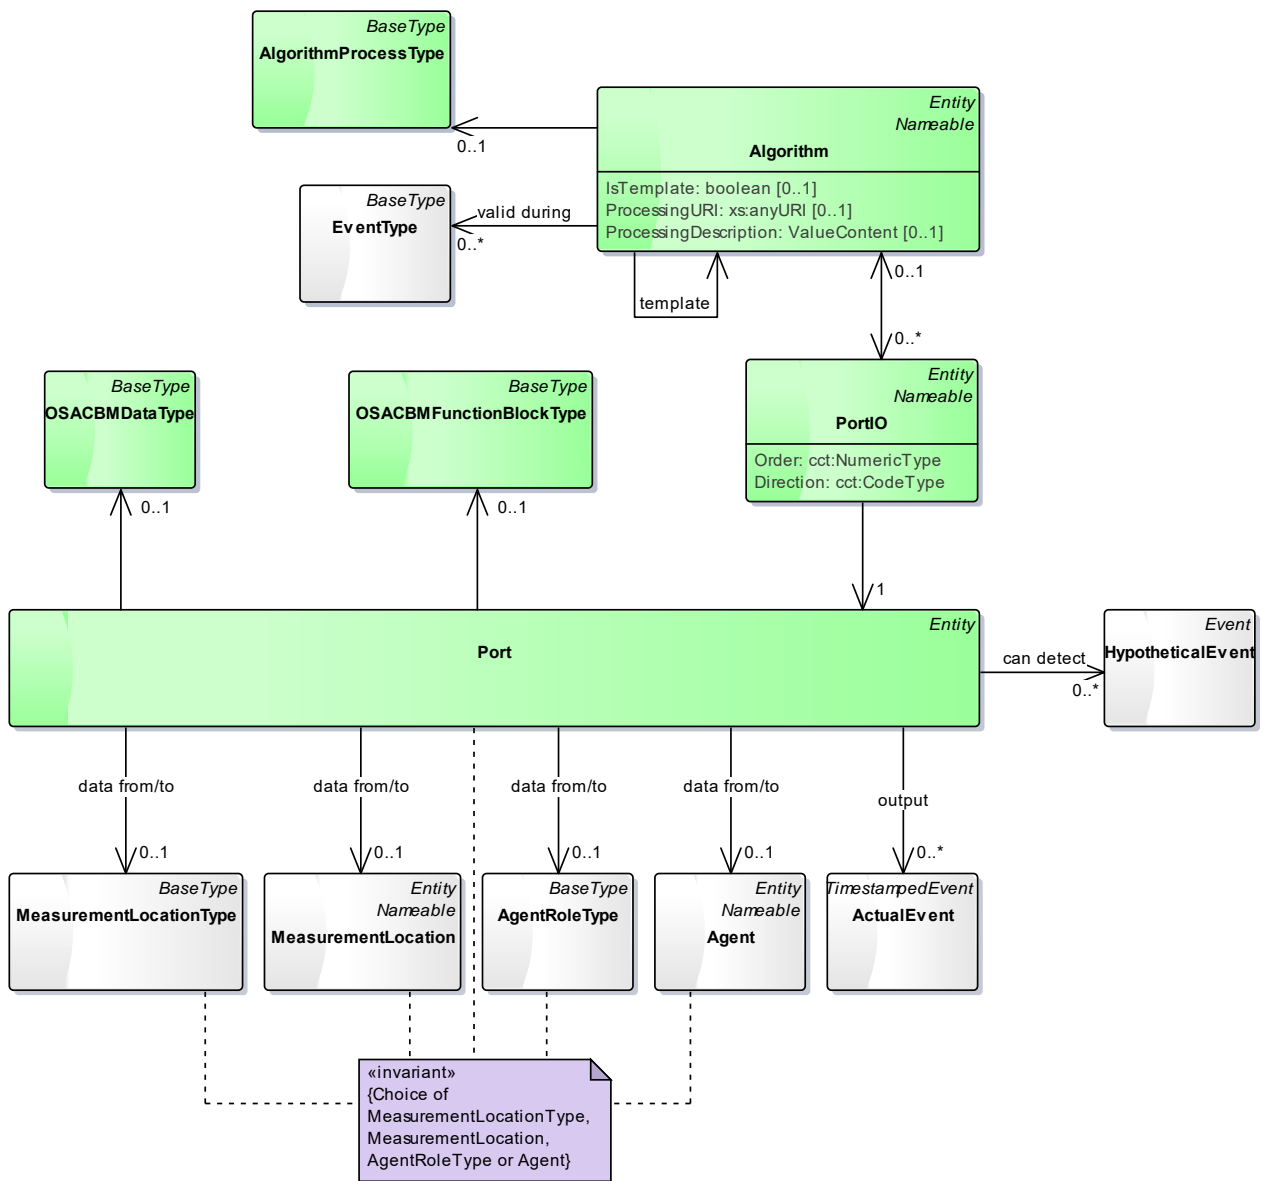 BaseType
AlgorithmProcessType
0..1
Entity
Nameable
Algorithm
IsTemplate: boolean [0..1]
ProcessingURI: xs:anyURI [0..1]
ProcessingDescription: ValueContent [0..1]
BaseType
EventType
valid during
0..*
template
0..1
0..*
BaseType
OSACBMDataType
0..1
BaseType
OSACBMFunctionBlockType
0..1
Entity
Nameable
PortIO
Order: cct:NumericType
Direction: cct:CodeType
1
Entity
Port
can detect
0..*
Event
HypotheticalEvent
data from/to
0..1
data from/to
0..1
data from/to
0..1
data from/to
0..1
output
0..*
BaseType
MeasurementLocationType
Entity
Nameable
MeasurementLocation
BaseType
AgentRoleType
Entity
Nameable
Agent
TimestampedEvent
ActualEvent
«invariant»
{Choice of
MeasurementLocationType,
MeasurementLocation,
AgentRoleType or Agent}